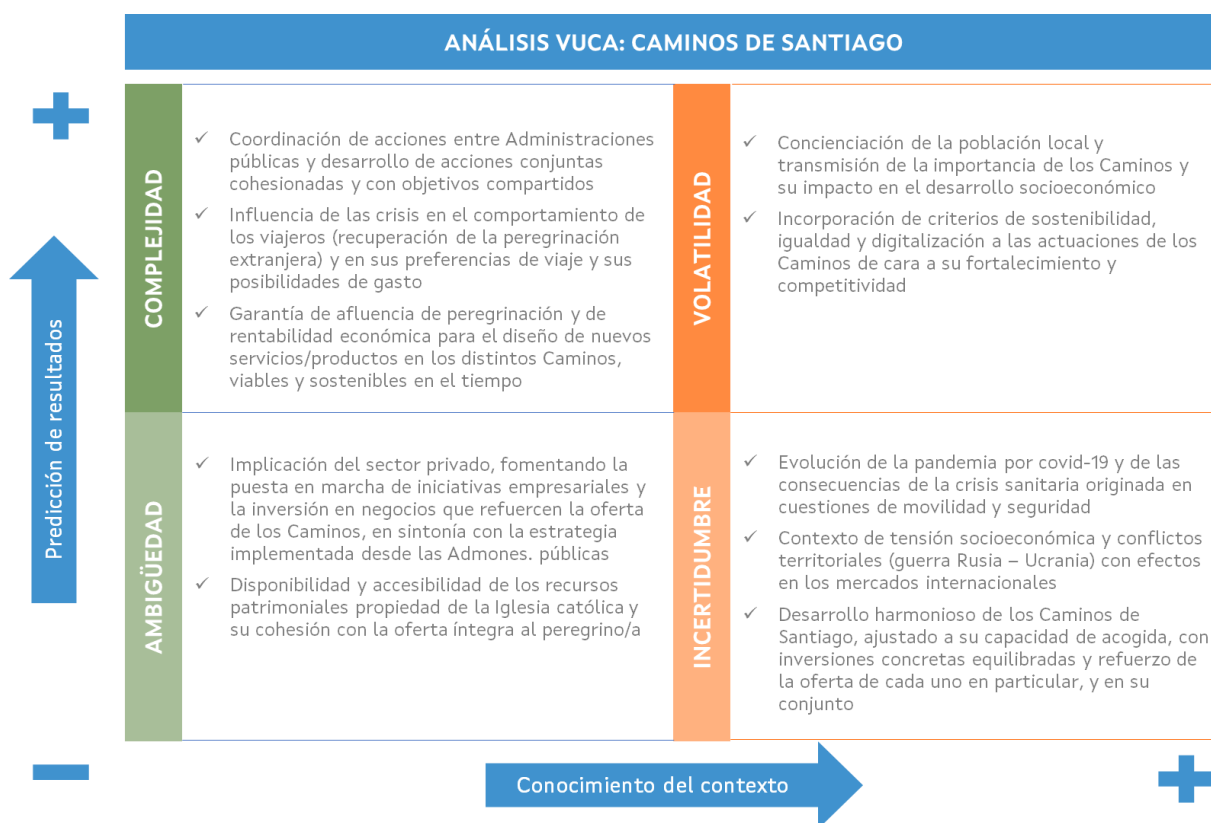 ANÁLISIS VUCA: CAMINOS DE SANTIAGO
COMPLEJIDAD
✓ Coordinación de acciones entre Administraciones
públicas y desarrollo de acciones conjuntas
cohesionadas y con objetivos compartidos
✓ Influencia de las crisis en el comportamiento de
los viajeros (recuperación de la peregrinación
extranjera) y en sus preferencias de viaje y sus
posibilidades de gasto
✓ Garantía de afluencia de peregrinación y de
rentabilidad económica para el diseño de nuevos
servicios/productos en los distintos Caminos,
viables y sostenibles en el tiempo
VOLATILIDAD
✓ Concienciación de la población local y
transmisión de la importancia de los Caminos y
su impacto en el desarrollo socioeconómico
✓ Incorporación de criterios de sostenibilidad,
igualdad y digitalización a las actuaciones de los
Caminos de cara a su fortalecimiento y
competitividad
Predicción de resultados
AMBIGÜEDAD
✓ Implicación del sector privado, fomentando la
puesta en marcha de iniciativas empresariales y
la inversión en negocios que refuercen la oferta
de los Caminos, en sintonía con la estrategia
implementada desde las Admones. públicas
✓ Disponibilidad y accesibilidad de los recursos
patrimoniales propiedad de la Iglesia católica y
su cohesión con la oferta íntegra al peregrino/a
INCERTIDUMBRE
✓ Evolución de la pandemia por covid-19 y de las
consecuencias de la crisis sanitaria originada en
cuestiones de movilidad y seguridad
✓ Contexto de tensión socioeconómica y conflictos
territoriales (guerra Rusia – Ucrania) con efectos
en los mercados internacionales
✓ Desarrollo harmonioso de los Caminos de
Santiago, ajustado a su capacidad de acogida, con
inversiones concretas equilibradas y refuerzo de
la oferta de cada uno en particular, y en su
conjunto
Conocimiento del contexto